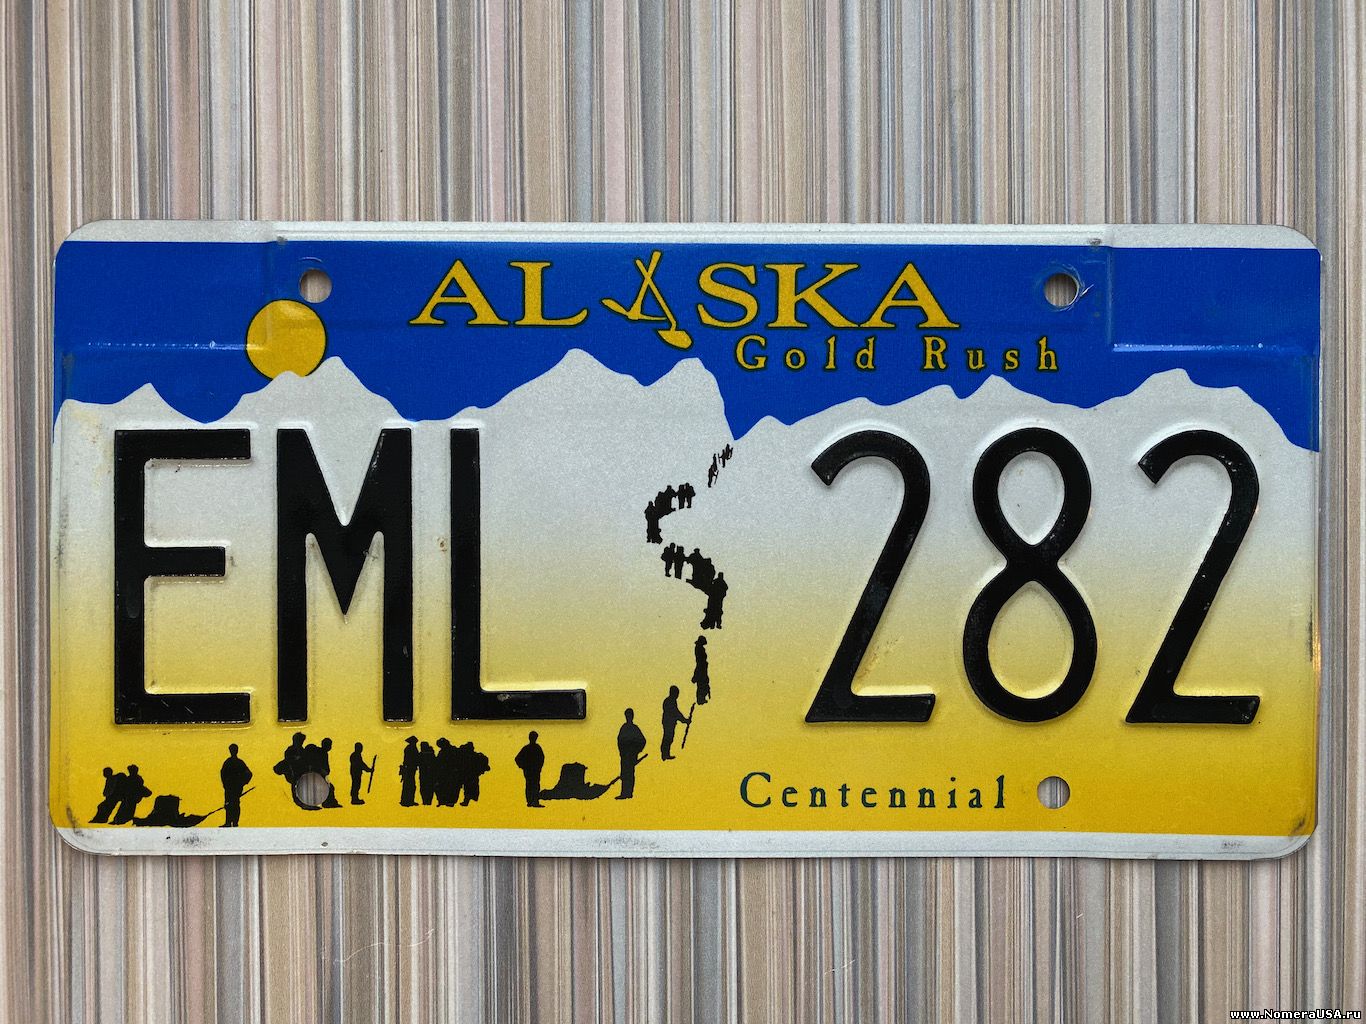 ALASKA
Gold Rush
EML 282
Centennial
www.NomeraUSA.ru